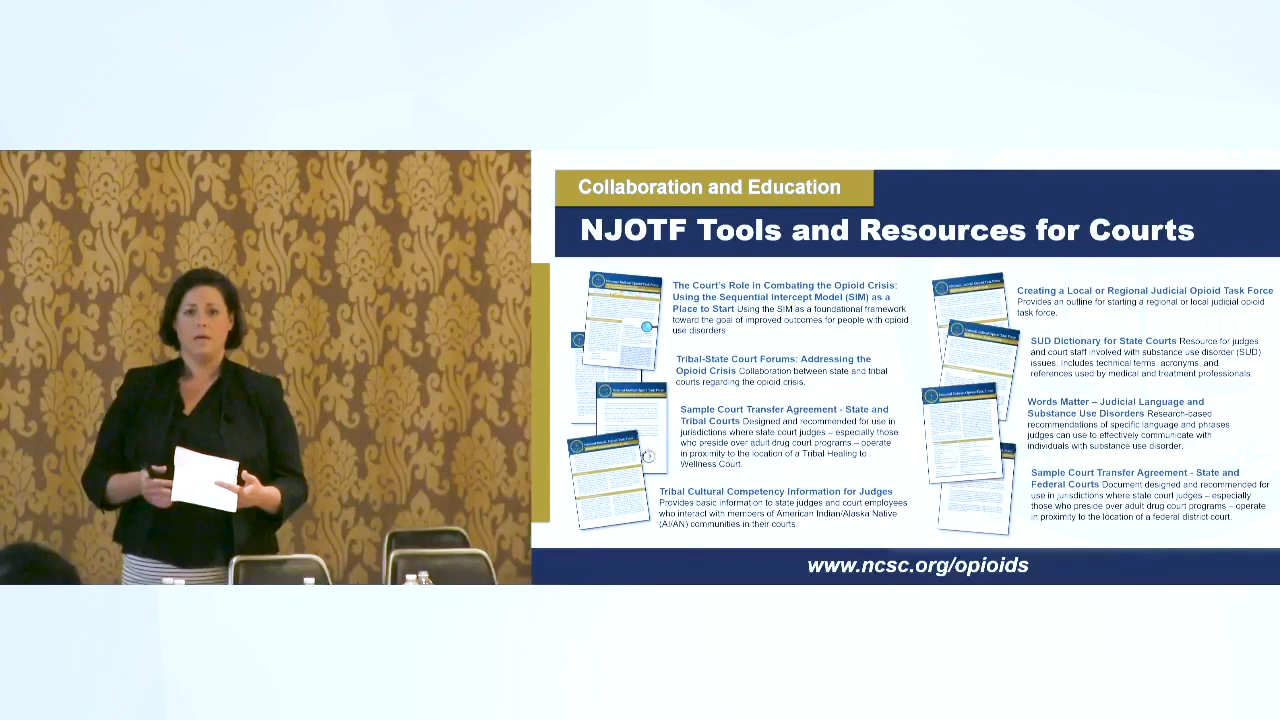 Collaboration and Education
NJOTF Tools and Resources for Courts
The Court's Role in Combating the Opioid Crisis:
Using the Sequential Intercept Model (SIM) as a
Place to Start Using the SIM as a foundational framework
toward the goal of improved outcomes for people with opioid
use disorders.
Tribal-State Court Forums: Addressing the
Opioid Crisis Collaboration between state and tribal
courts regarding the opioid crisis.
Sample Court Transfer Agreement - State and
Tribal Courts Designed and recommended for use in
jurisdictions where state court judges – especially those
who preside over adult drug court programs – operate
in proximity to the location of a Tribal Healing to
Wellness Court.
Tribal Cultural Competency Information for Judges
Provides basic information to state judges and court employees
who interact with members of American Indian/Alaska Native
(AI/AN) communities in their courts.
Creating a Local or Regional Judicial Opioid Task Force
Provides an outline for starting a regional or local judicial opioid
task force.
SUD Dictionary for State Courts Resource for judges
and court staff involved with substance use disorder (SUD)
issues. Includes technical terms, acronyms, and
references used by medical and treatment professionals.
Words Matter – Judicial Language and
Substance Use Disorders Research-based
recommendations of specific language and phrases
judges can use to effectively communicate with
individuals with substance use disorder.
Sample Court Transfer Agreement - State and
Federal Courts Document designed and recommended for
use in jurisdictions where state court judges – especially
those who preside over adult drug court programs – operate
in proximity to the location of a federal district court.
www.ncsc.org/opioids